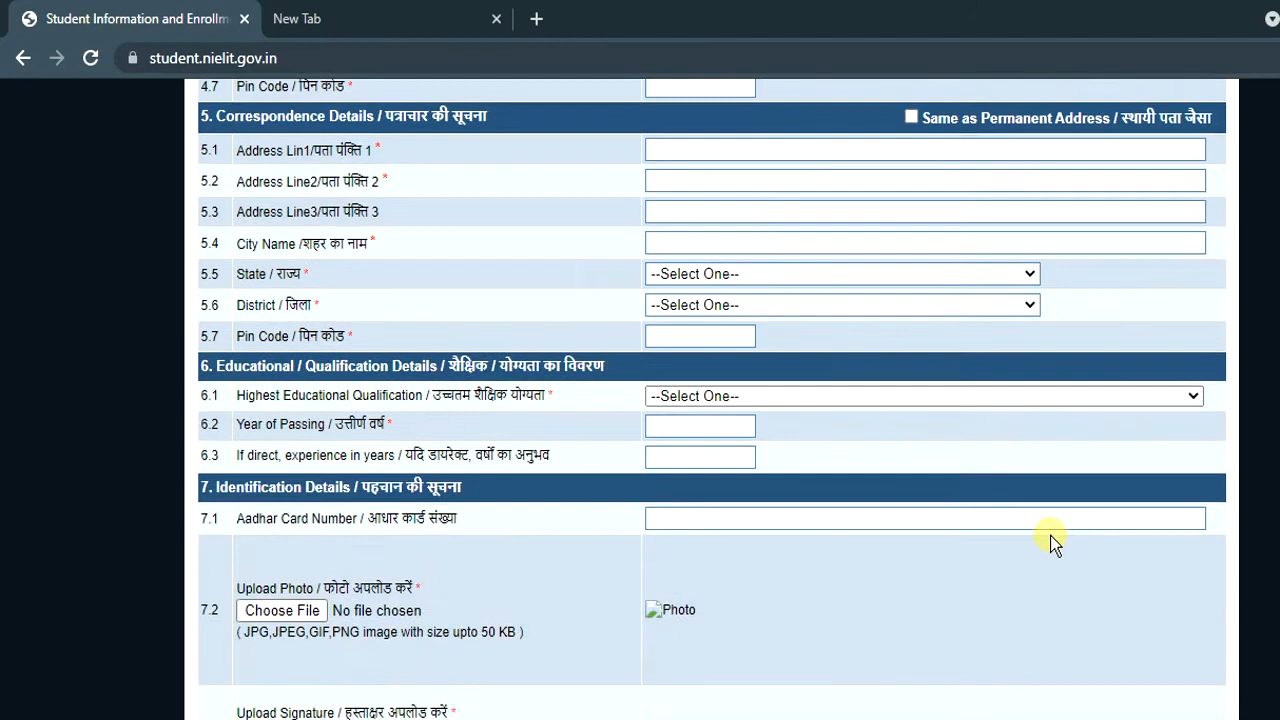 Student Information and Enrollm
New Tab
student.nielit.gov.in
4.7 Pin Code / पिन कोड *
5. Correspondence Details / पत्राचार की सूचना
Same as Permanent Address / स्थायी पता जैसा
5.1 Address Lin1/पता पंक्ति 1 *
5.2 Address Line2/पता पंक्ति 2 *
5.3 Address Line3/पता पंक्ति 3
5.4 City Name /शहर का नाम *
5.5 State / राज्य * --Select One--
5.6 District / जिला * --Select One--
5.7 Pin Code / पिन कोड *
6. Educational / Qualification Details / शैक्षिक / योग्यता का विवरण
6.1 Highest Educational Qualification / उच्चतम शैक्षिक योग्यता * --Select One--
6.2 Year of Passing / उत्तीर्ण वर्ष *
6.3 If direct, experience in years / यदि डायरेक्ट, वर्षों का अनुभव
7. Identification Details / पहचान की सूचना
7.1 Aadhar Card Number / आधार कार्ड संख्या
Upload Photo / फोटो अपलोड करें *
7.2 Choose File No file chosen Photo
( JPG,JPEG,GIF,PNG image with size upto 50 KB )
Upload Signature / हस्ताक्षर अपलोड करें *